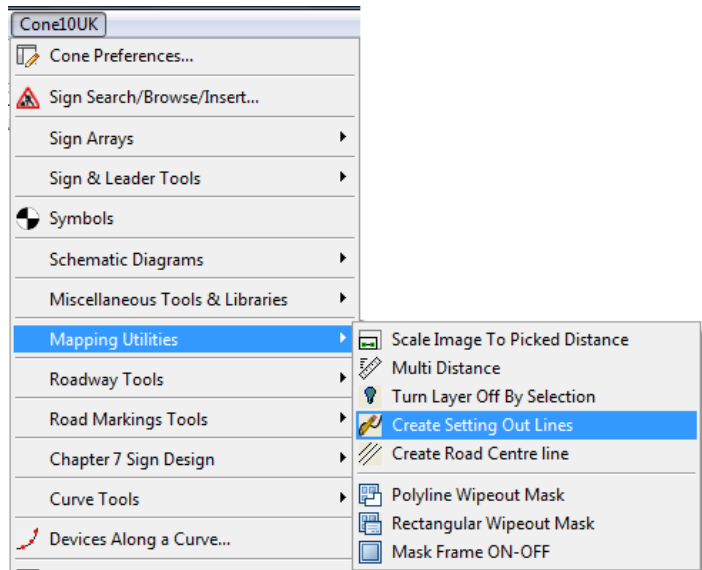 Cone10UK
Cone Preferences...
Sign Search/Browse/Insert...
Sign Arrays
Sign & Leader Tools
Symbols
Schematic Diagrams
Miscellaneous Tools & Libraries
Mapping Utilities
Roadway Tools
Road Markings Tools
Chapter 7 Sign Design
Curve Tools
Devices Along a Curve...
Scale Image To Picked Distance
Multi Distance
Turn Layer Off By Selection
Create Setting Out Lines
Create Road Centre line
Polyline Wipeout Mask
Rectangular Wipeout Mask
Mask Frame ON-OFF